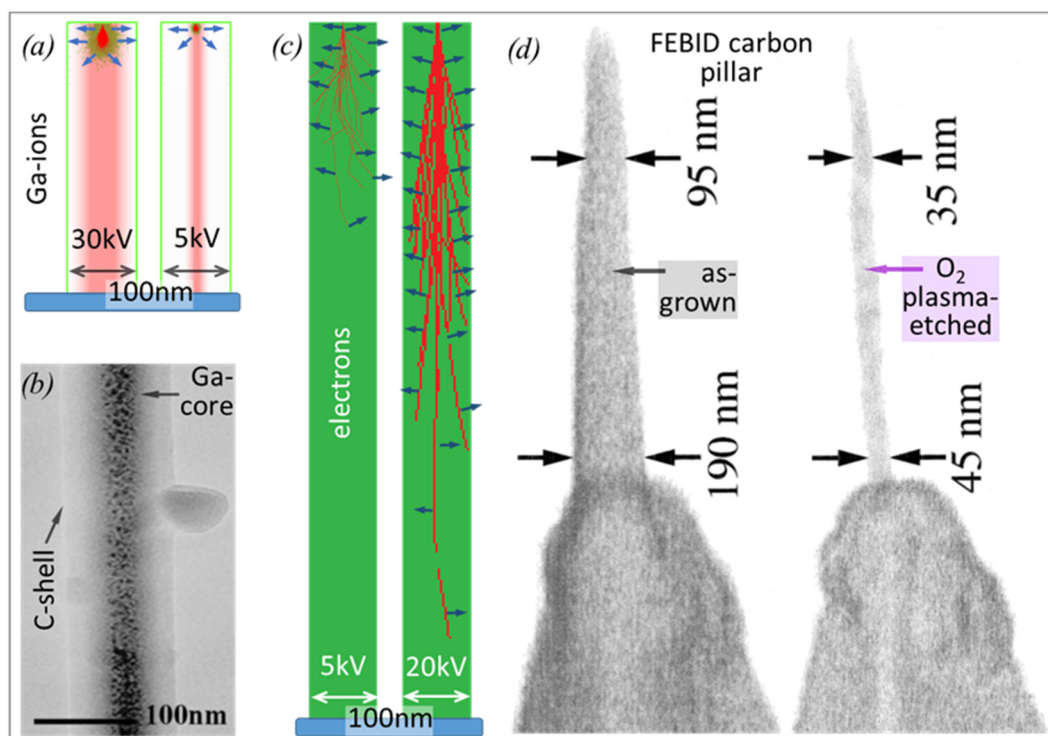 (a)
Ga-ions
30kV
5kV
100nm
(b)
Ga-
core
C-shell
100nm
(c)
electrons
5kV
20kV
100nm
(d)
FEBID carbon
pillar
95 nm
as-
grown
190 nm
35 nm
O₂
plasma-
etched
45 nm